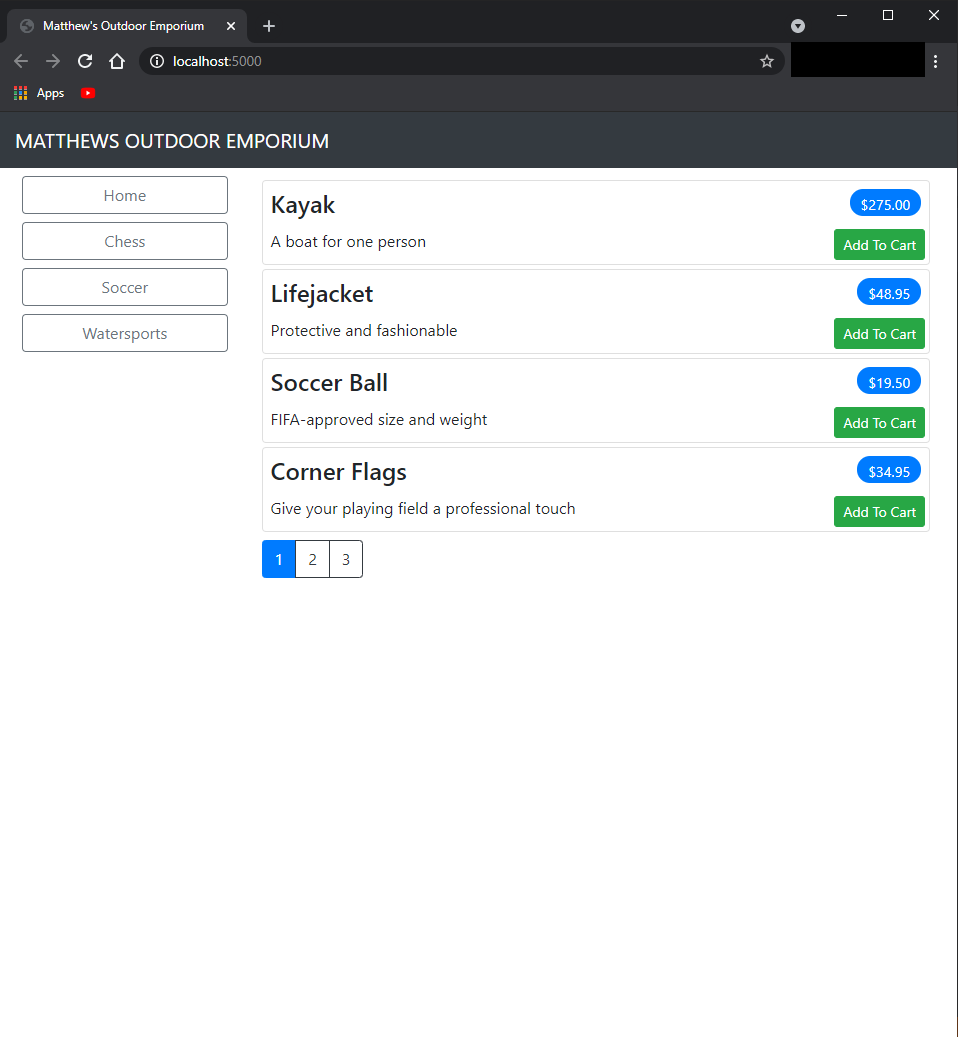 Matthew's Outdoor Emporium
localhost:5000
Apps
MATTHEWS OUTDOOR EMPORIUM
Home
Chess
Soccer
Watersports
Kayak $275.00
A boat for one person Add To Cart
Lifejacket $48.95
Protective and fashionable Add To Cart
Soccer Ball $19.50
FIFA-approved size and weight Add To Cart
Corner Flags $34.95
Give your playing field a professional touch Add To Cart
1 2 3